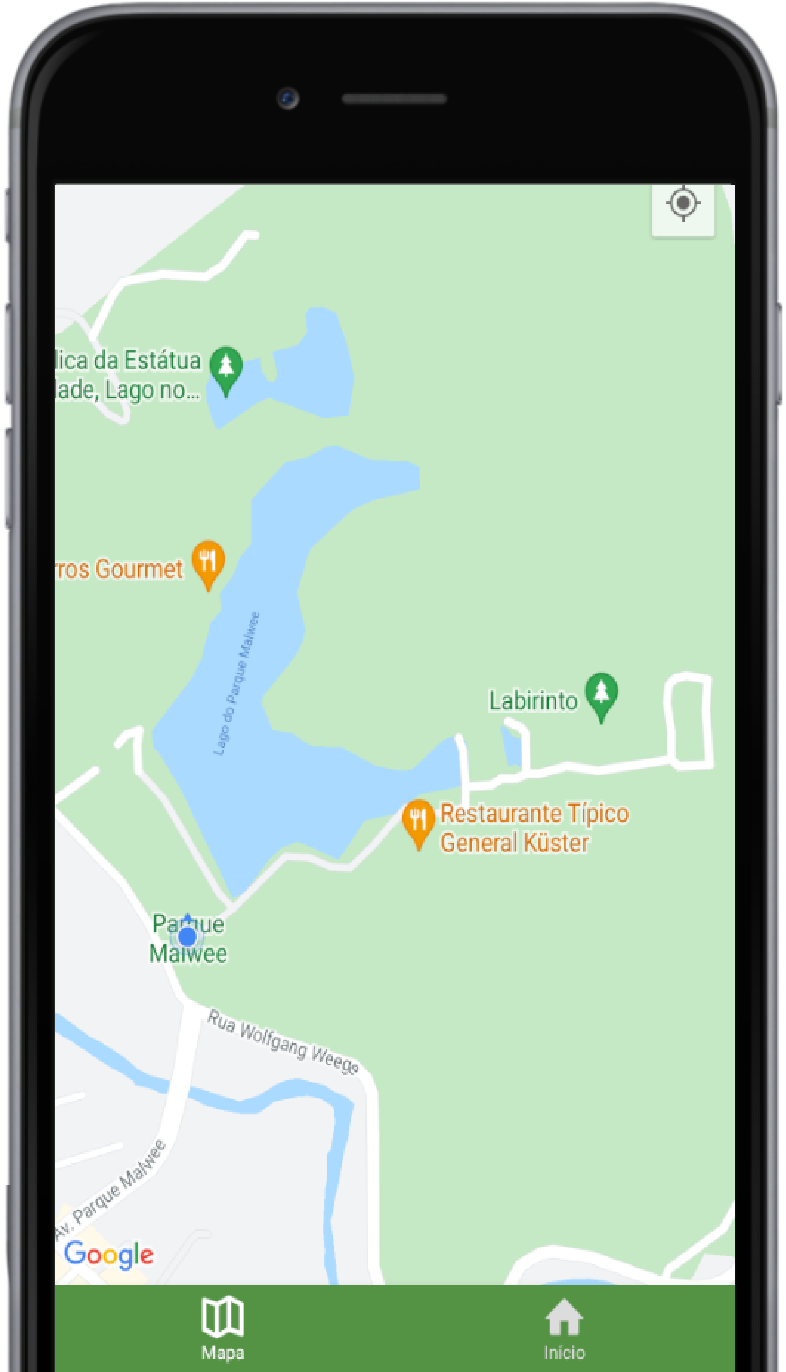 lica da Estátua
lade, Lago no...
rros Gourmet
Lago do Parque Malwee
Labirinto
Restaurante Típico
General Küster
Parque
Malwee
Rua Wolfgang Weege
Av. Parque Malwee
Google
Mapa
Início